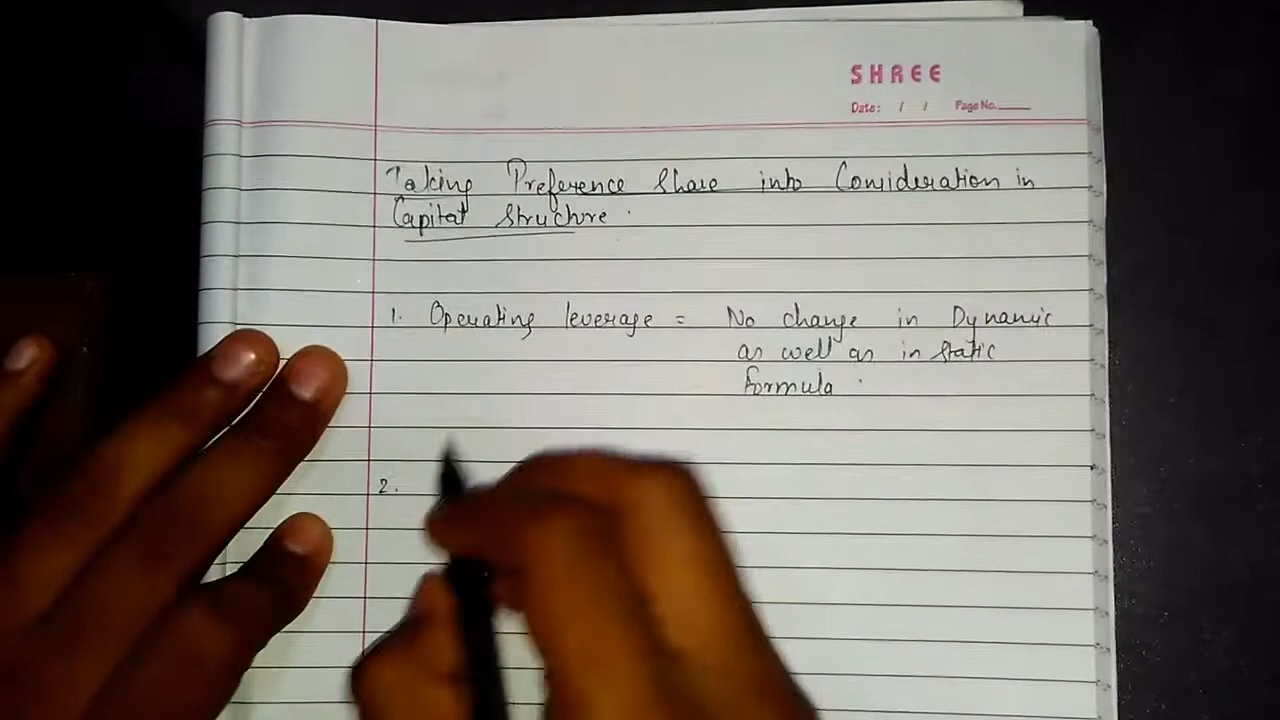 SHREE
Date: / / Page No.
Taking Preference Share into Consideration in
Capital Structure.
1. Operating leverage = No change in Dynamic
as well as in static
formula.
2.